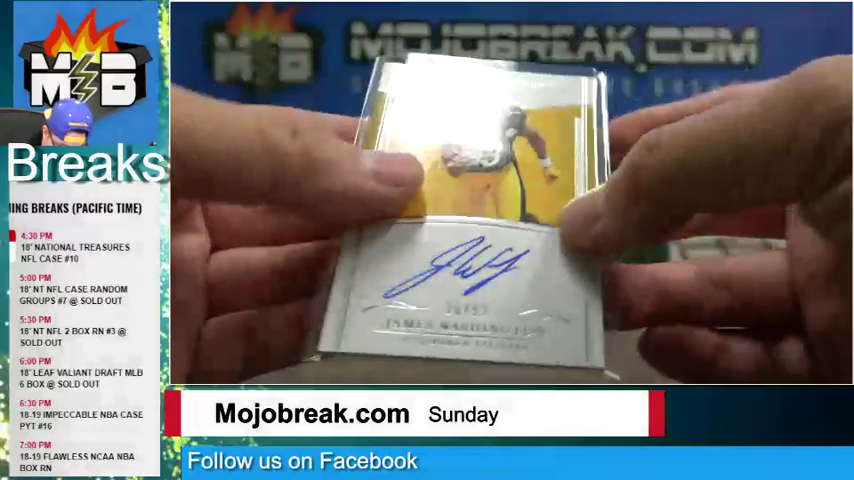 MSB
MOJOBREAK.COM
MSB
Breaks
ING BREAKS (PACIFIC TIME)
4:30 PM
18' NATIONAL TREASURES
NFL CASE #10
5:00 PM
18' NT NFL CASE RANDOM
GROUPS #7 @ SOLD OUT
5:30 PM
18' NT NFL 2 BOX RN #3 @
SOLD OUT
6:00 PM
18' LEAF VALIANT DRAFT MLB
6 BOX @ SOLD OUT
6:30 PM
18-19 IMPECCABLE NBA CASE
PYT #16
7:00 PM
18-19 FLAWLESS NCAA NBA
BOX RN
JAMES WASHINGTON
Mojobreak.com Sunday
Follow us on Facebook